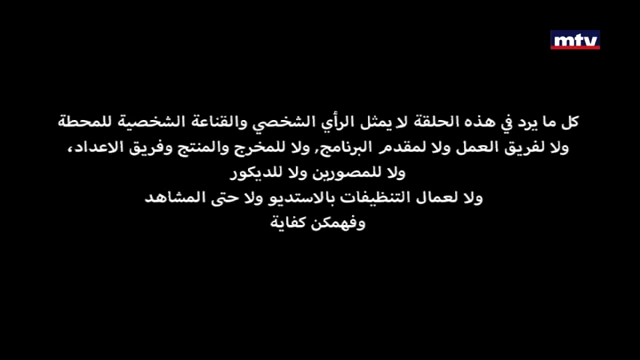 mtv
كل ما يرد في هذه الحلقة لا يمثل الرأي الشخصي والقناعة الشخصية للمحطة
ولا لفريق العمل ولا لمقدم البرنامج, ولا للمخرج والمنتج وفريق الاعداد،
ولا للمصورين ولا للديكور
ولا لعمال التنظيفات بالاستديو ولا حتى المشاهد
وفهمكن كفاية